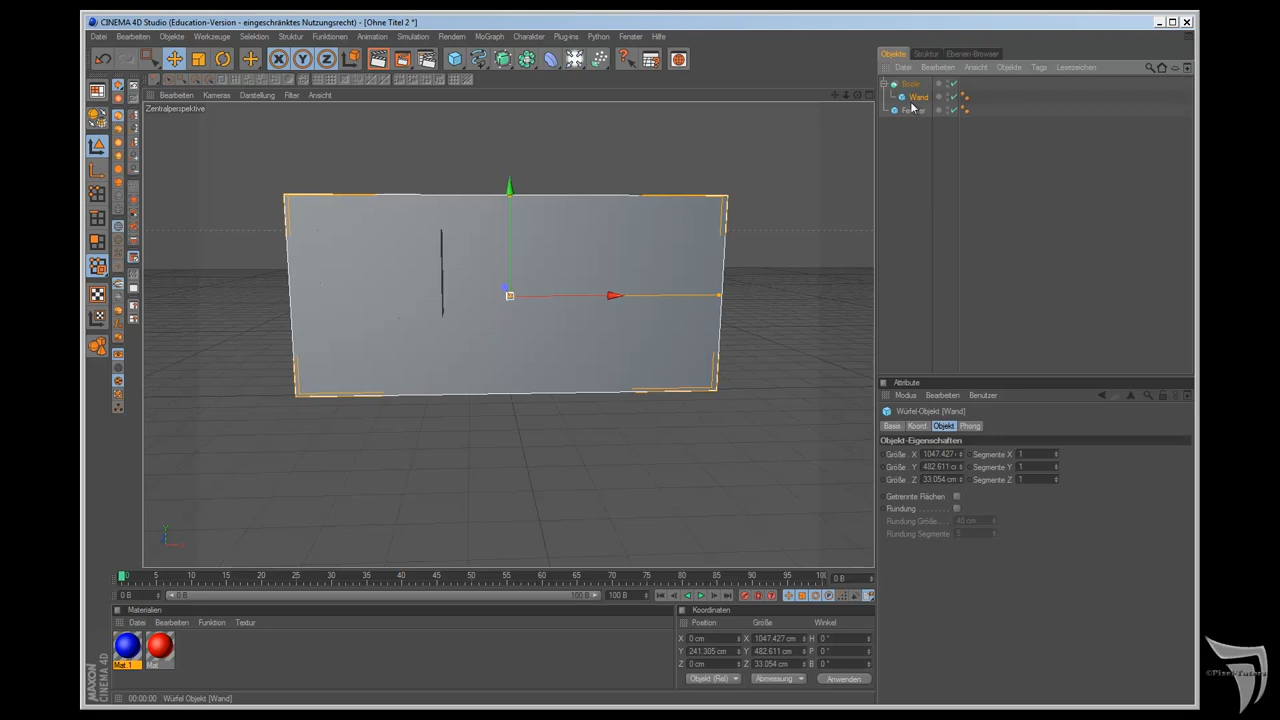 CINEMA 4D Studio (Education-Version - eingeschränktes Nutzungsrecht) - [Ohne Titel 2 *]
Datei Bearbeiten Objekte Werkzeuge Selektion Struktur Funktionen Animation Simulation Rendern MoGraph Charakter Plug-ins Python Fenster Hilfe
Objekte Struktur Ebenen-Browser
Datei Bearbeiten Ansicht Objekte Tags Lesezeichen
Bearbeiten Kameras Darstellung Filter Ansicht
Zentralperspektive
Boole
Wand
Attribute
Modus Bearbeiten Benutzer
Würfel-Objekt [Wand]
Basis Koord. Objekt Phong
Objekt-Eigenschaften
Größe X 1047.427 Segmente X 1
Größe Y 482.611 c Segmente Y 1
Größe Z 33.054 cm Segmente Z 1
Getrennte Flächen
Rundung
Rundung Größe 40 cm
Rundung Segmente 5
Y
X
0 5 10 15 20 25 30 35 40 45 50 55 60 65 70 75 80 85 90 95 100 0 B
0 B 0 B 100 B 100 B
Materialien
Datei Bearbeiten Funktion Textur
Mat.1 Mat
Koordinaten
Position Größe Winkel
X 0 cm X 1047.427 cm H 0 °
Y 241.305 cm Y 482.611 cm P 0 °
Z 0 cm Z 33.054 cm B 0 °
Objekt (Rel) Abmessung Anwenden
MAXON
CINEMA 4D
00:00:00 Würfel Objekt [Wand]
©Pixel-Tutors